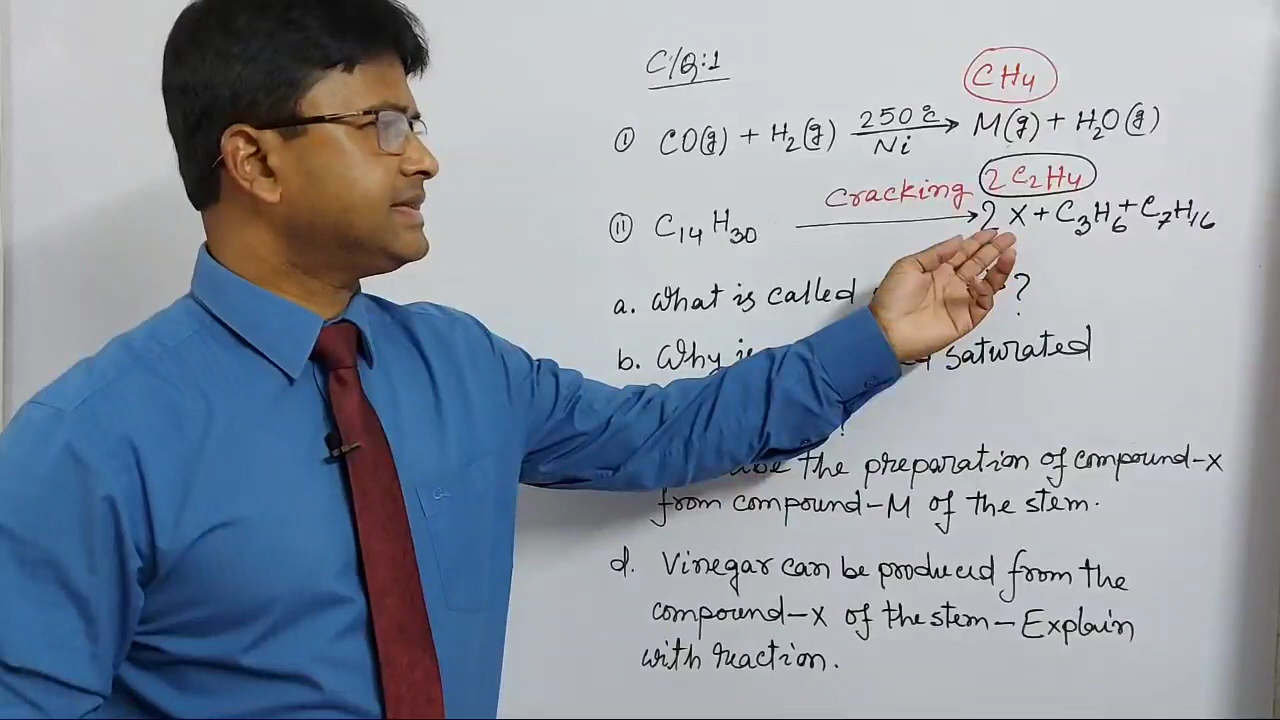 C/Q:1
CH4
① CO(g) + H2(g) 250°C Ni → M(g) + H2O(g)
Cracking 2C2H4
⑪ C14H30 → 2X + C3H6 + C7H16
a. What is called ?
b. Why is saturated
?
the preparation of compound-X
from compound-M of the stem.
d. Vinegar can be produced from the
compound-X of the stem - Explain
with reaction.